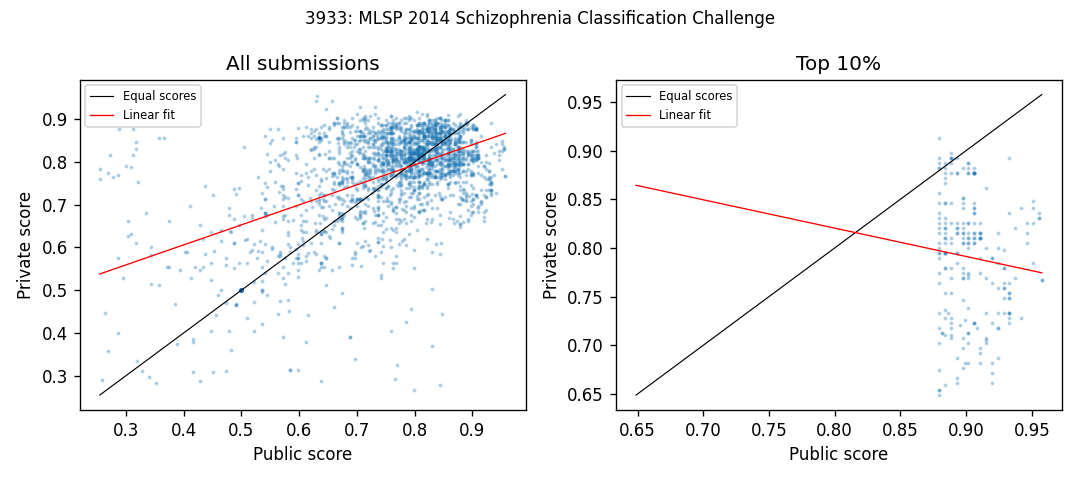 3933: MLSP 2014 Schizophrenia Classification Challenge
All submissions
Equal scores
Linear fit
Private score
0.9
0.8
0.7
0.6
0.5
0.4
0.3
0.3 0.4 0.5 0.6 0.7 0.8 0.9
Public score
Top 10%
Equal scores
Linear fit
Private score
0.95
0.90
0.85
0.80
0.75
0.70
0.65
0.65 0.70 0.75 0.80 0.85 0.90 0.95
Public score